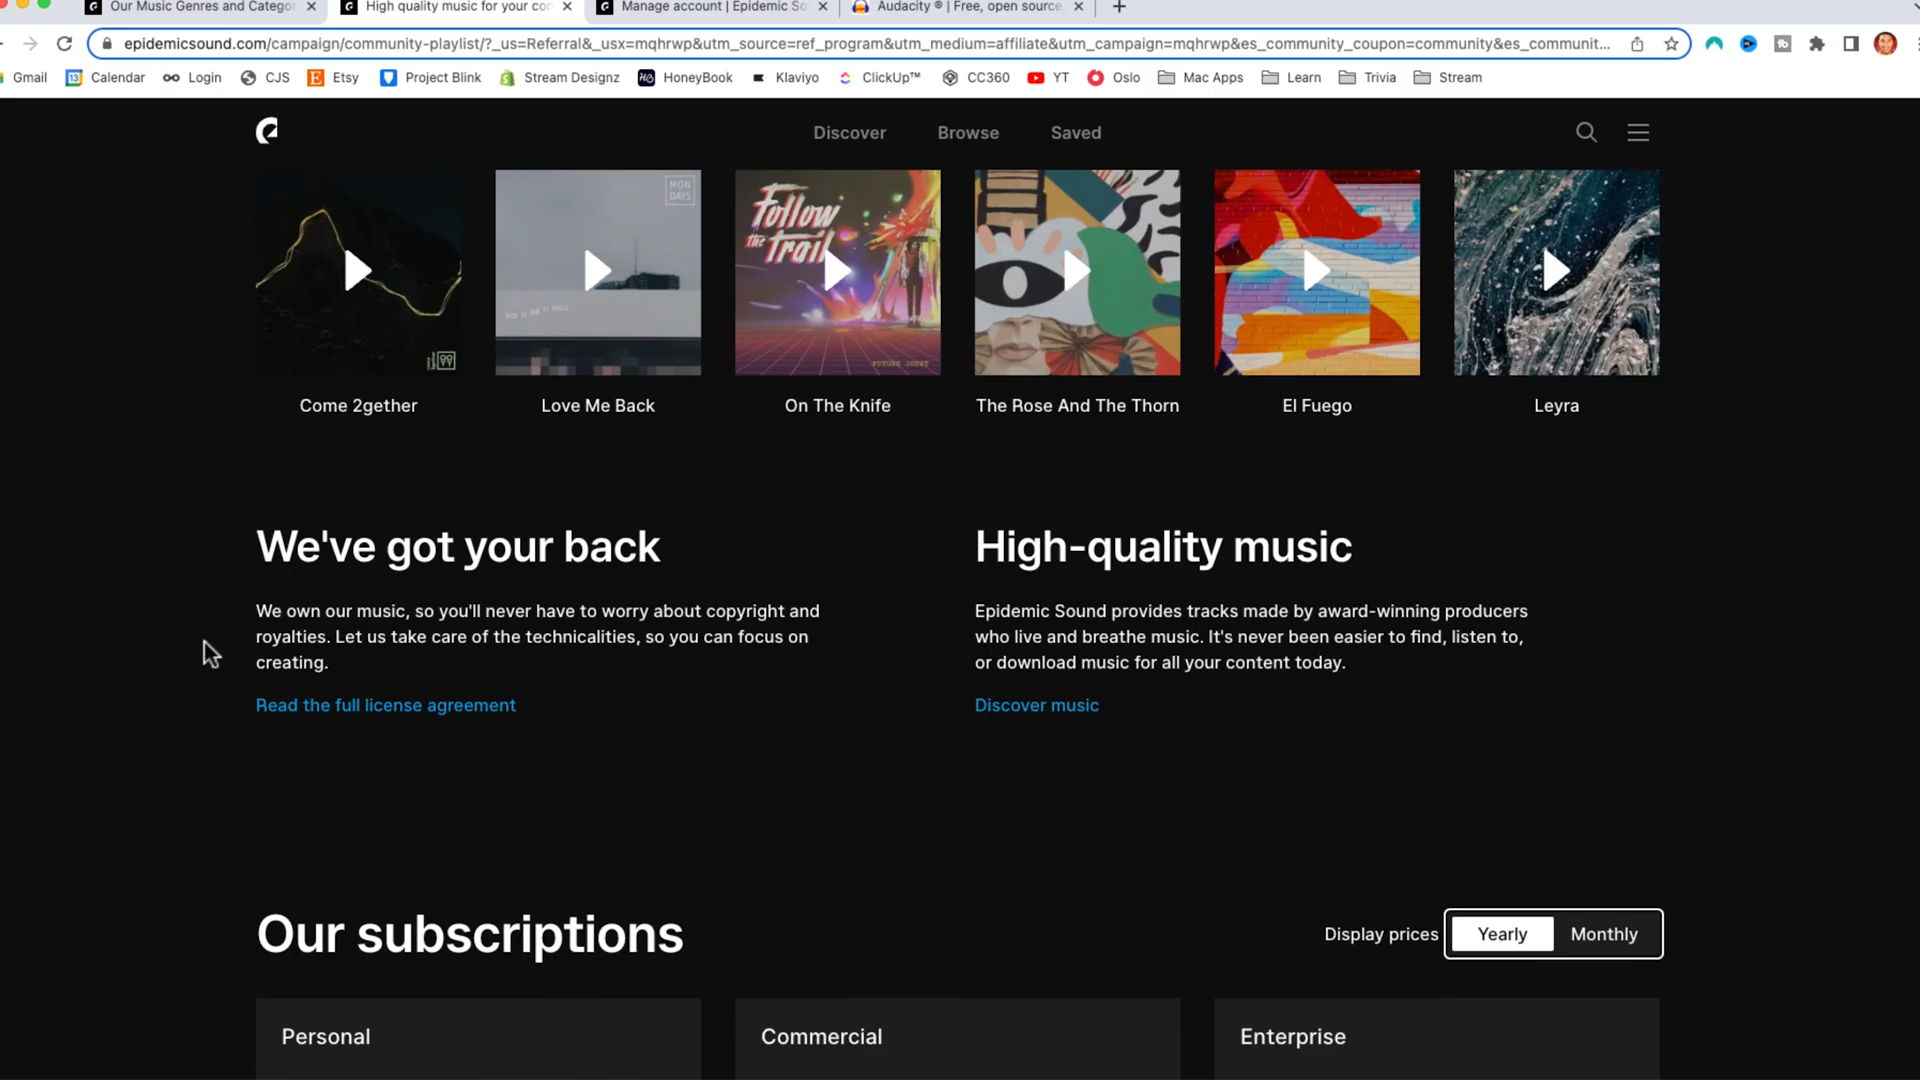 Our Music Genres and Catego
High quality music for your con
Manage account | Epidemic So
Audacity ® | Free, open source,
epidemicsound.com/campaign/community-playlist/?_us=Referral&_usx=mqhrwp&utm_source=ref_program&utm_medium=affiliate&utm_campaign=mqhrwp&es_community_coupon=community&es_communit...
Gmail
13 Calendar
Login
CJS
E Etsy
Project Blink
Stream Designz
HB HoneyBook
Klaviyo
ClickUp™
CC360
YT
Oslo
Mac Apps
Learn
Trivia
Stream
Discover
Browse
Saved
MON
DAYS
Follow
the
Trail
FUTURE JOUST
Come 2gether
Love Me Back
On The Knife
The Rose And The Thorn
El Fuego
Leyra
We've got your back
We own our music, so you'll never have to worry about copyright and
royalties. Let us take care of the technicalities, so you can focus on
creating.
Read the full license agreement
High-quality music
Epidemic Sound provides tracks made by award-winning producers
who live and breathe music. It's never been easier to find, listen to,
or download music for all your content today.
Discover music
Our subscriptions
Display prices
Yearly
Monthly
Personal
Commercial
Enterprise